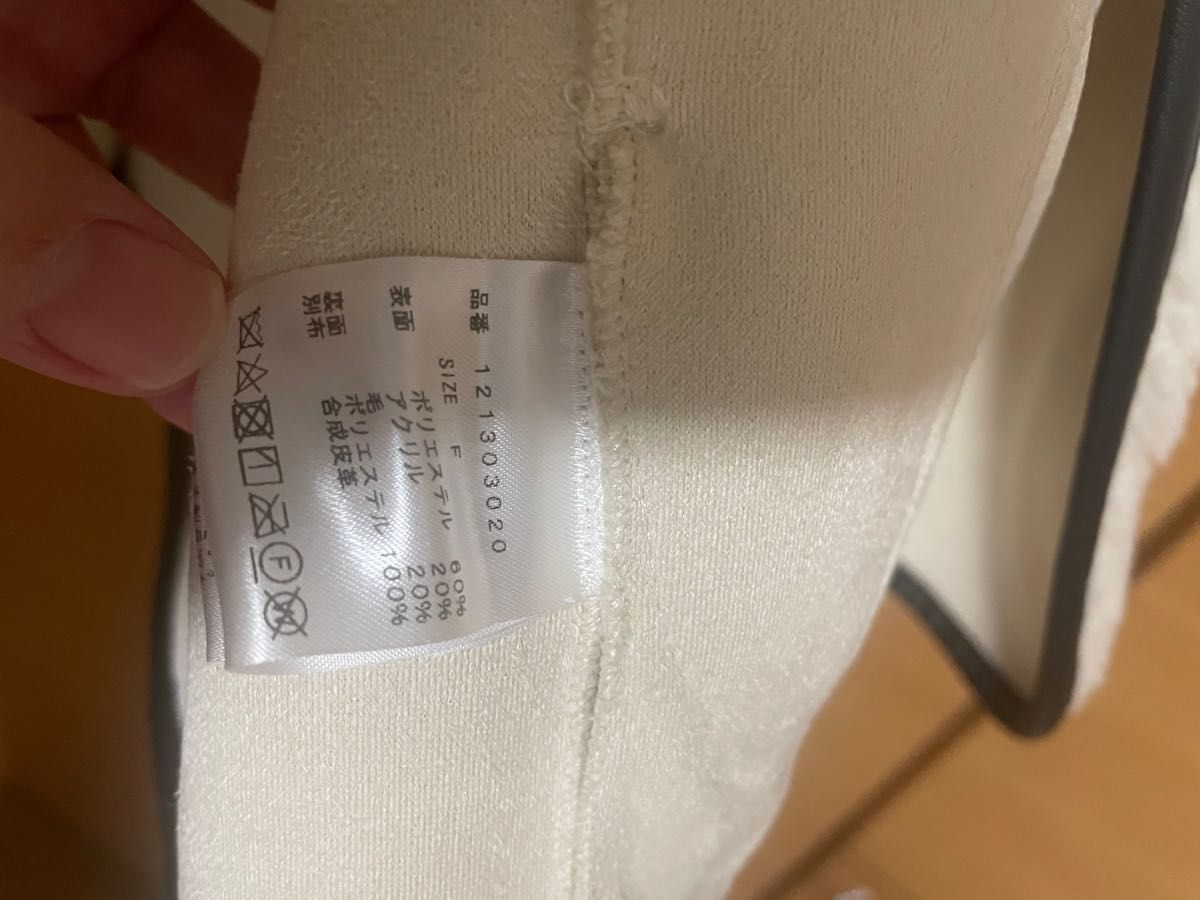 品番 121303020
SIZE F
表面 ポリエステル 60%
アクリル 20%
毛 20%
裏面 ポリエステル 100%
別布 合成皮革
F